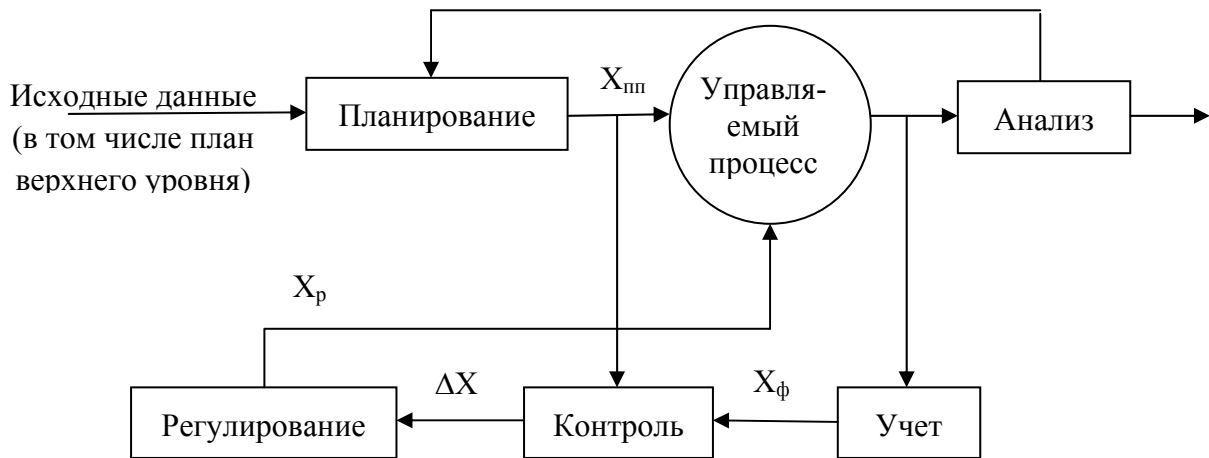 Исходные данные
(в том числе план
верхнего уровня)
Планирование
Xпп
Управля-
емый
процесс
Анализ
Xр
Регулирование
ΔX
Контроль
Xф
Учет